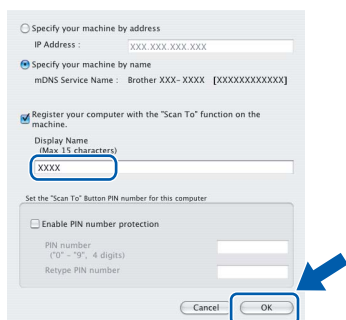 Specify your machine by address
IP Address : XXX.XXX.XXX.XXX
Specify your machine by name
mDNS Service Name : Brother XXX-XXXX [XXXXXXXXXXXX]
Register your computer with the "Scan To" function on the
machine.
Display Name
(Max 15 characters)
XXXX
Set the "Scan To" Button PIN number for this computer
Enable PIN number protection
PIN number
("0" - "9", 4 digits)
Retype PIN number
Cancel OK